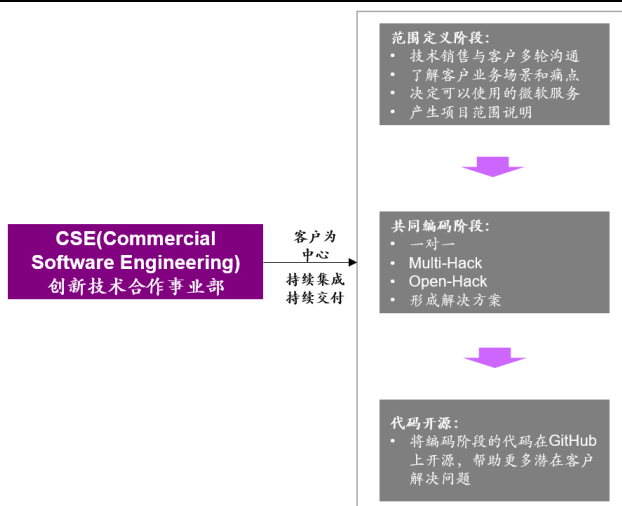 范围定义阶段：
• 技术销售与客户多轮沟通
• 了解客户业务场景和痛点
• 决定可以使用的微软服务
• 产生项目范围说明
CSE(Commercial
Software Engineering)
创新技术合作事业部
客户为
中心
持续集成
持续交付
共同编码阶段：
• 一对一
• Multi-Hack
• Open-Hack
• 形成解决方案
代码开源：
• 将编码阶段的代码在GitHub
上开源，帮助更多潜在客户
解决问题